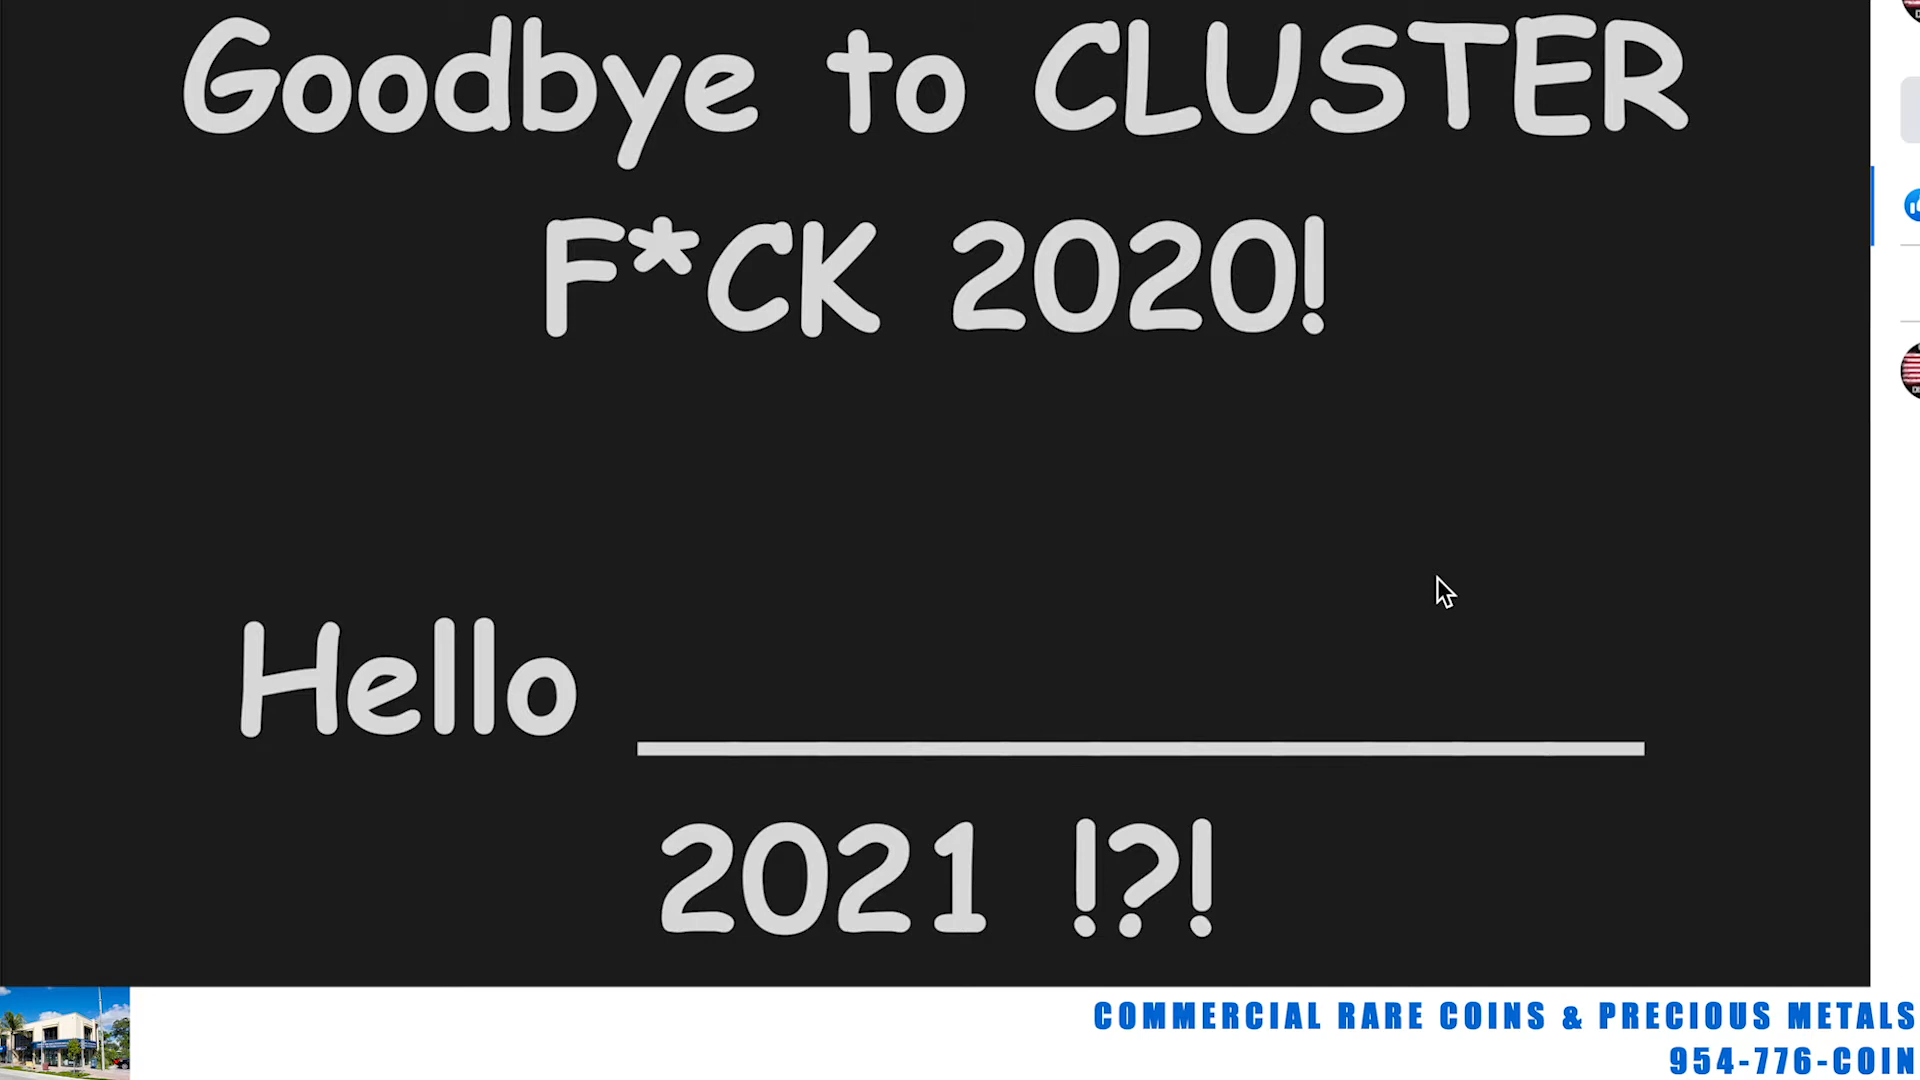 Goodbye to CLUSTER
F*CK 2020!
Hello ____________
2021 !?!
COMMERCIAL RARE COINS & PRECIOUS METALS
954-776-COIN